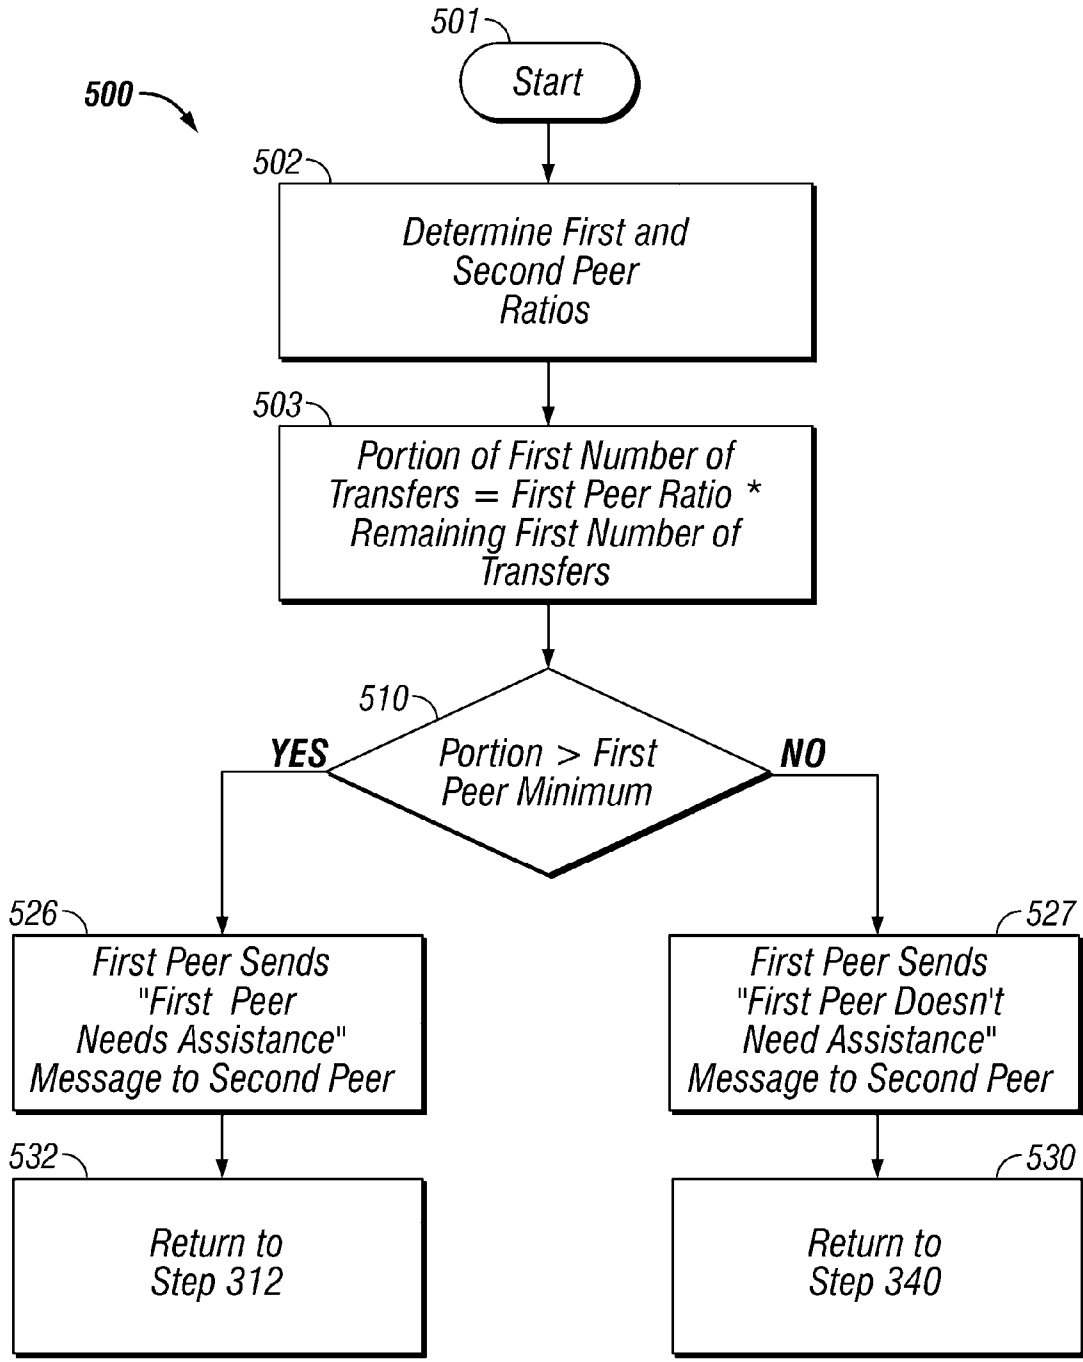 501
Start
500
502
Determine First and
Second Peer
Ratios
503
Portion of First Number of
Transfers = First Peer Ratio *
Remaining First Number of
Transfers
510
Portion > First
Peer Minimum
YES
NO
526
First Peer Sends
"First Peer
Needs Assistance"
Message to Second Peer
527
First Peer Sends
"First Peer Doesn't
Need Assistance"
Message to Second Peer
532
Return to
Step 312
530
Return to
Step 340